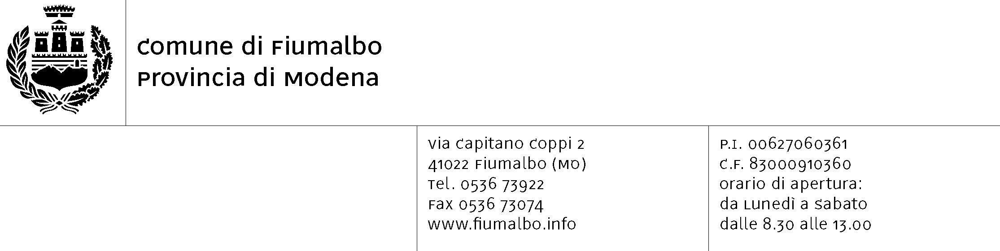 Comune di Fiumalbo
Provincia di Modena
via Capitano Coppi 2
41022 Fiumalbo (MO)
Tel. 0536 73922
Fax 0536 73074
www.fiumalbo.info
P.I. 00627060361
C.F. 83000910360
orario di apertura:
da Lunedì a Sabato
dalle 8.30 alle 13.00